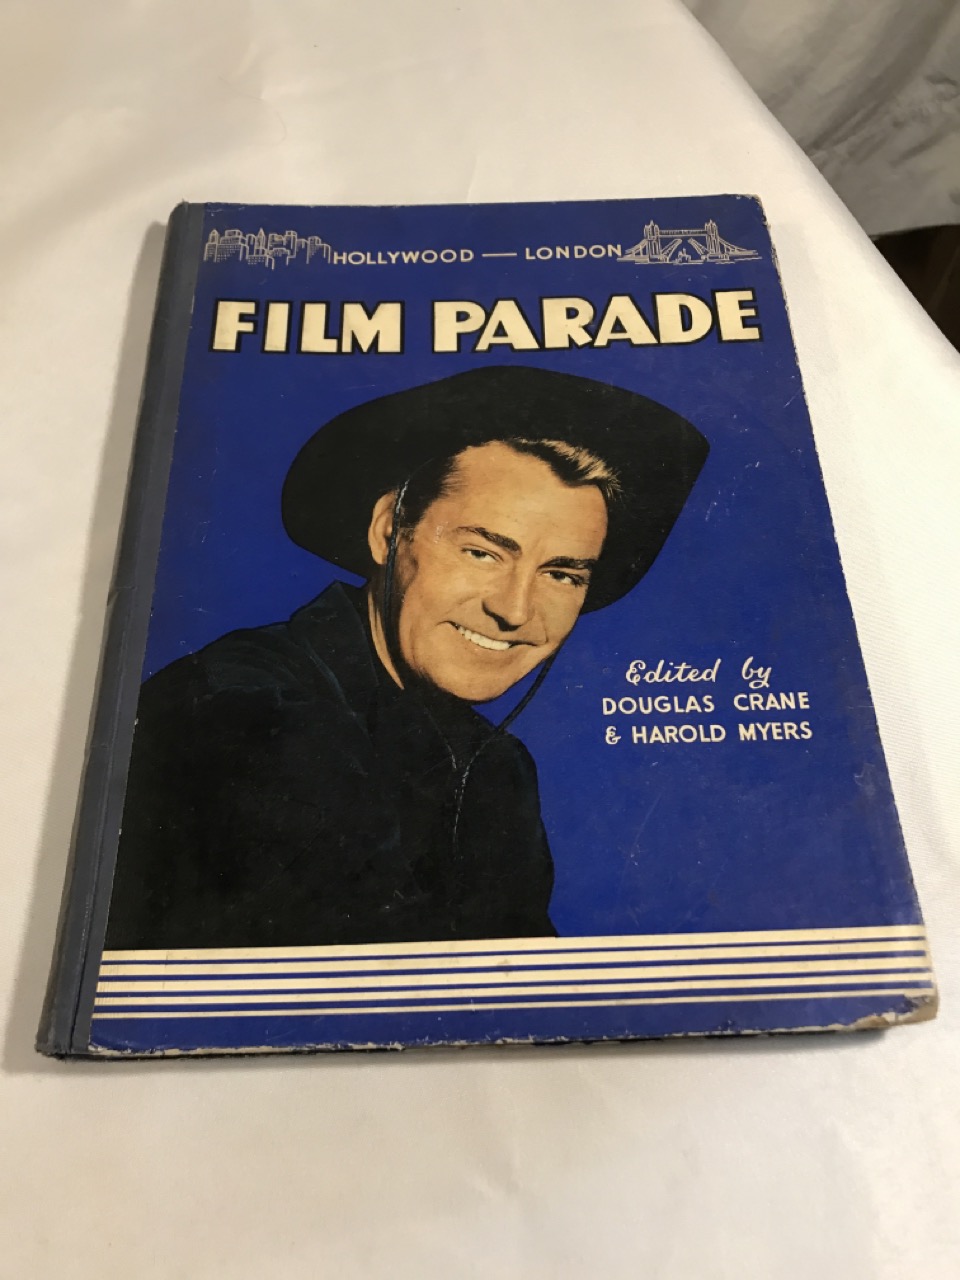 HOLLYWOOD — LONDON
FILM PARADE
Edited by
DOUGLAS CRANE
& HAROLD MYERS